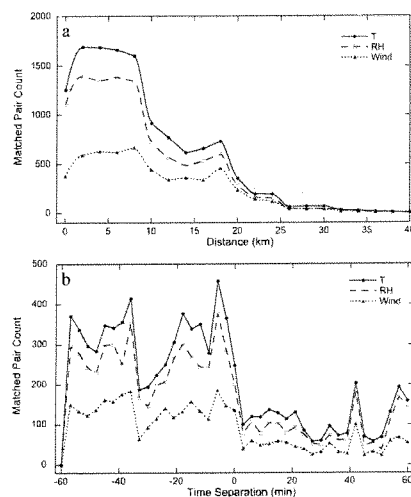 a
T
RH
Wind
Matched Pair Count
2000
1500
1000
500
0
0 5 10 15 20 25 30 35 40
Distance (km)
b
T
RH
Wind
Matched Pair Count
500
400
300
200
100
0
-60 -40 -20 0 20 40 60
Time Separation (min)